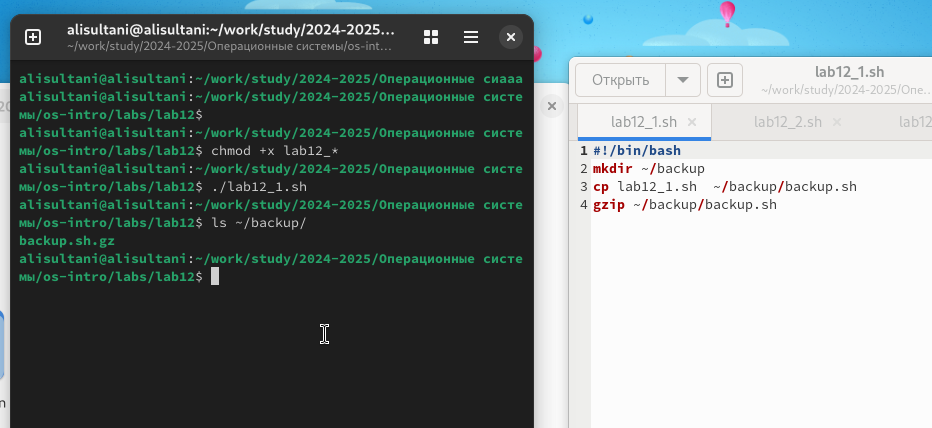 alisultani@alisultani:~/work/study/2024-2025...
~/work/study/2024-2025/Операционные системы/os-int...
alisultani@alisultani:~/work/study/2024-2025/Операционные сиааа
alisultani@alisultani:~/work/study/2024-2025/Операционные систе
мы/os-intro/labs/lab12$
alisultani@alisultani:~/work/study/2024-2025/Операционные систе
мы/os-intro/labs/lab12$ chmod +x lab12_*
alisultani@alisultani:~/work/study/2024-2025/Операционные систе
мы/os-intro/labs/lab12$ ./lab12_1.sh
alisultani@alisultani:~/work/study/2024-2025/Операционные систе
мы/os-intro/labs/lab12$ ls ~/backup/
backup.sh.gz
alisultani@alisultani:~/work/study/2024-2025/Операционные систе
мы/os-intro/labs/lab12$
Открыть
lab12_1.sh
~/work/study/2024-2025/Опе...
lab12_1.sh
lab12_2.sh
lab12
1 #!/bin/bash
2 mkdir ~/backup
3 cp lab12_1.sh  ~/backup/backup.sh
4 gzip ~/backup/backup.sh